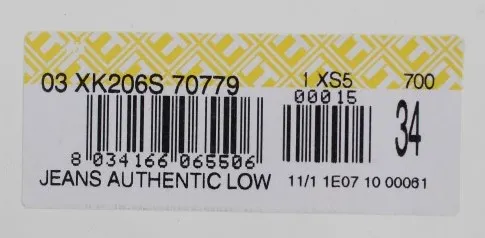 03 XK206S 70779 1 XS5 700
00015
34
8 034166 065506
JEANS AUTHENTIC LOW 11/1 1E07 10 00061